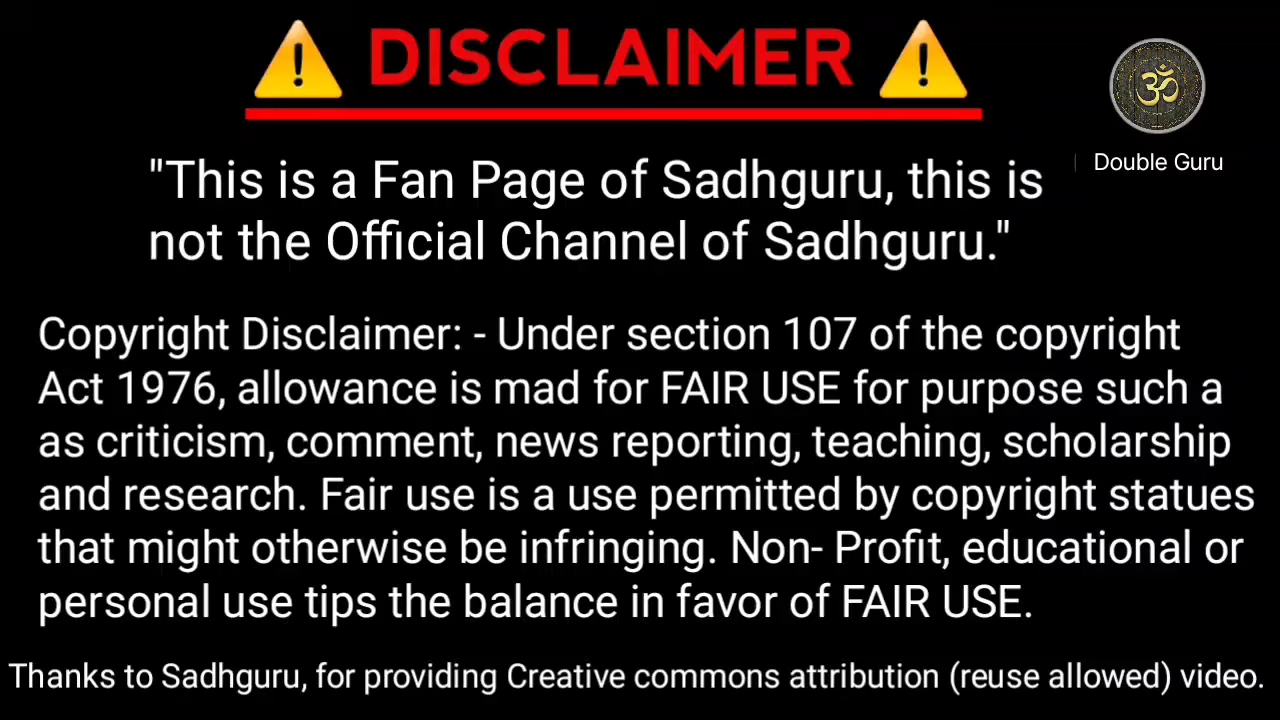 DISCLAIMER
ॐ
Double Guru
"This is a Fan Page of Sadhguru, this is
not the Official Channel of Sadhguru."
Copyright Disclaimer: - Under section 107 of the copyright
Act 1976, allowance is mad for FAIR USE for purpose such a
as criticism, comment, news reporting, teaching, scholarship
and research. Fair use is a use permitted by copyright statues
that might otherwise be infringing. Non- Profit, educational or
personal use tips the balance in favor of FAIR USE.
Thanks to Sadhguru, for providing Creative commons attribution (reuse allowed) video.